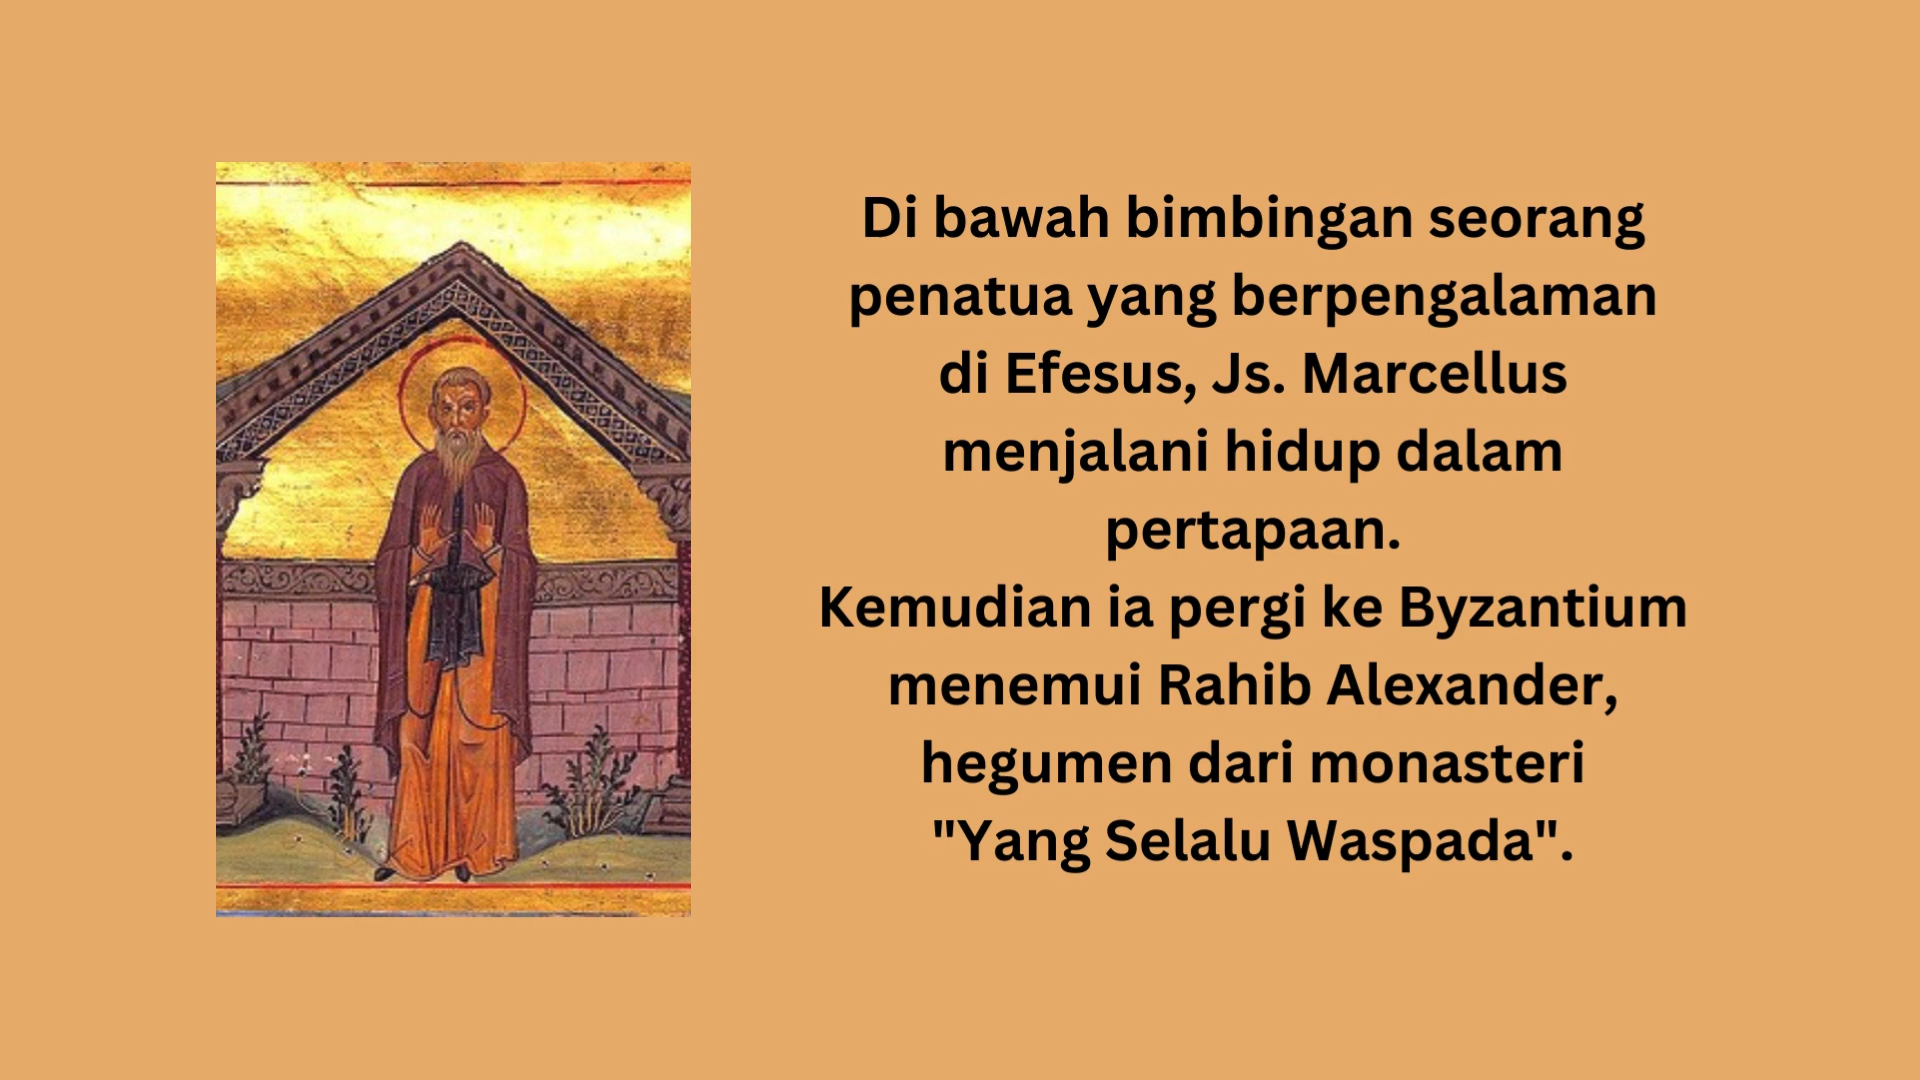 Di bawah bimbingan seorang
penatua yang berpengalaman
di Efesus, Js. Marcellus
menjalani hidup dalam
pertapaan.
Kemudian ia pergi ke Byzantium
menemui Rahib Alexander,
hegumen dari monasteri
"Yang Selalu Waspada".